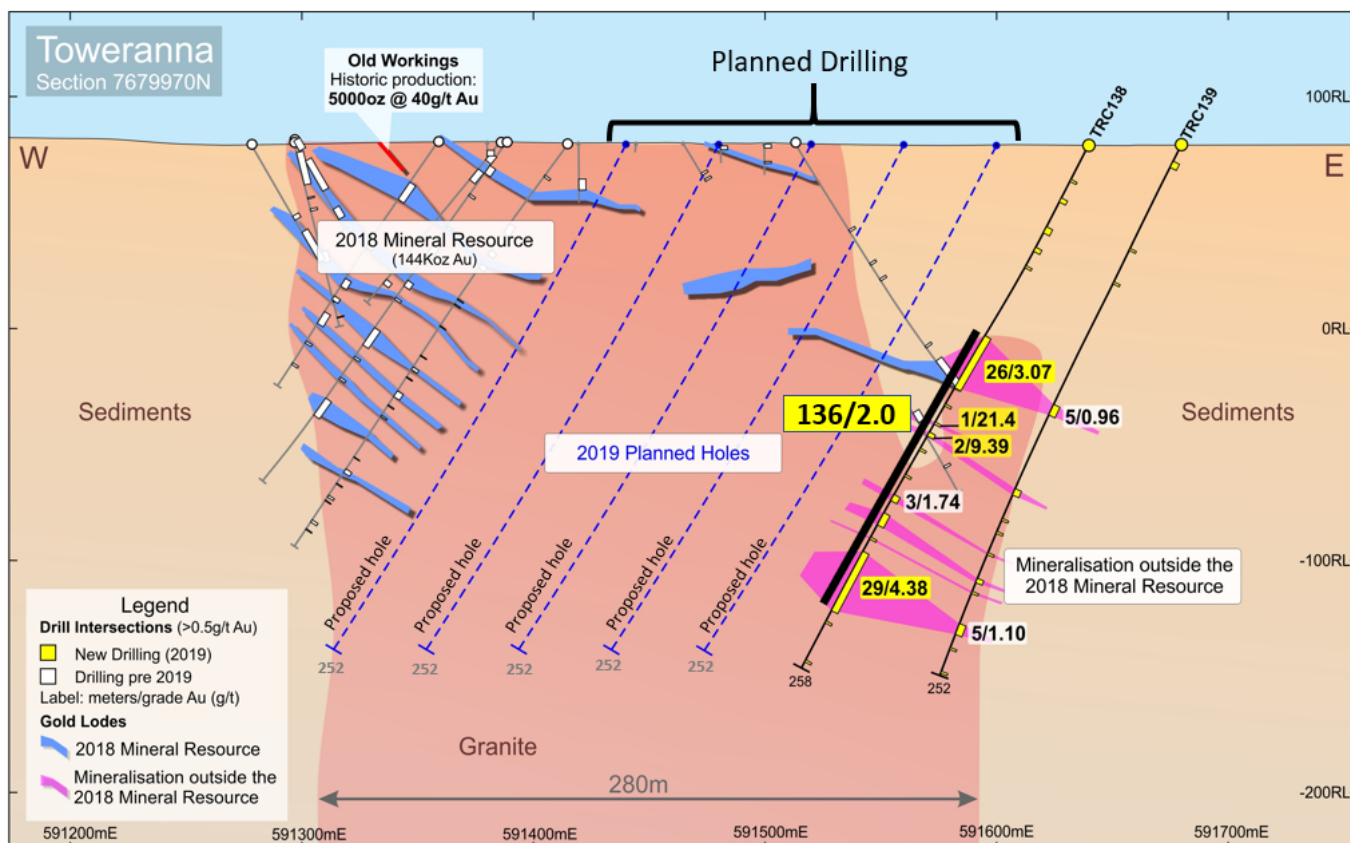 Toweranna
Section 7679970N
Old Workings
Historic production:
5000oz @ 40g/t Au
Planned Drilling
TRC138
TRC139
100RL
W
E
2018 Mineral Resource
(144Koz Au)
0RL
26/3.07
5/0.96
Sediments
136/2.0
1/21.4
Sediments
2/9.39
2019 Planned Holes
3/1.74
-100RL
Mineralisation outside the
2018 Mineral Resource
29/4.38
5/1.10
Proposed hole
Proposed hole
Proposed hole
Proposed hole
Proposed hole
252
252
252
252
252
258
252
Legend
Drill Intersections (>0.5g/t Au)
New Drilling (2019)
Drilling pre 2019
Label: meters/grade Au (g/t)
Gold Lodes
2018 Mineral Resource
Mineralisation outside the
2018 Mineral Resource
Granite
280m
-200RL
591200mE
591300mE
591400mE
591500mE
591600mE
591700mE